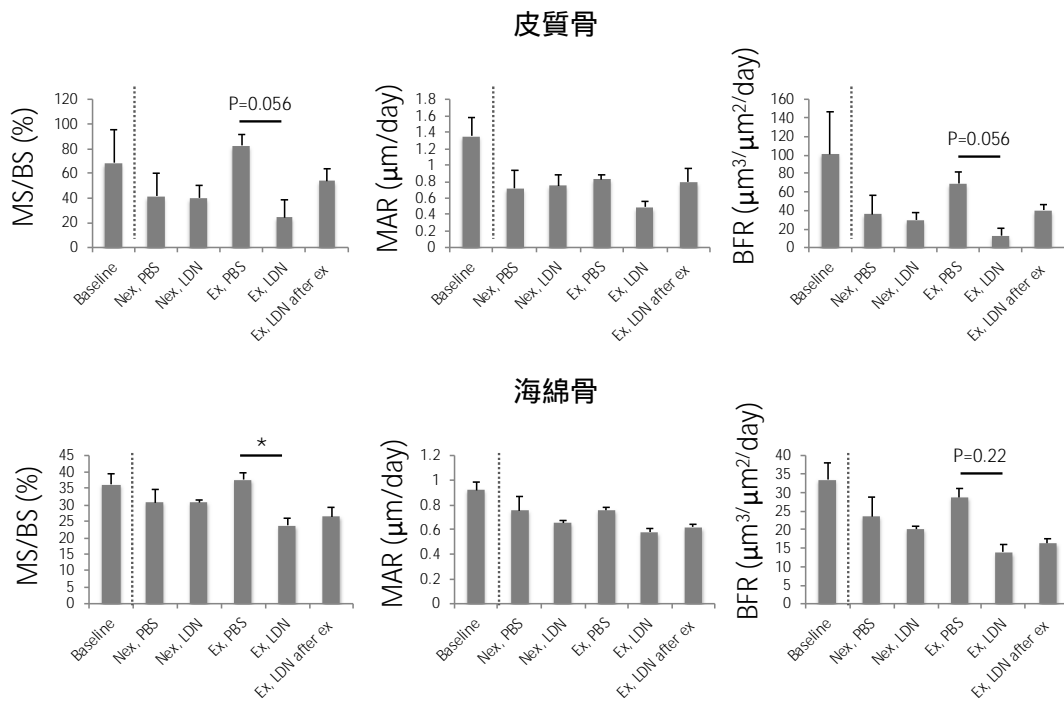 皮質骨
MS/BS (%)
120
100
80
60
40
20
0
P=0.056
Baseline
Nex, PBS
Nex, LDN
Ex, PBS
Ex, LDN
Ex, LDN after ex
MAR (μm/day)
1.8
1.6
1.4
1.2
1
0.8
0.6
0.4
0.2
0
Baseline
Nex, PBS
Nex, LDN
Ex, PBS
Ex, LDN
Ex, LDN after ex
BFR (μm³/μm²/day)
160
140
120
100
80
60
40
20
0
P=0.056
Baseline
Nex, PBS
Nex, LDN
Ex, PBS
Ex, LDN
Ex, LDN after ex
海綿骨
MS/BS (%)
45
40
35
30
25
20
15
10
5
0
*
Baseline
Nex, PBS
Nex, LDN
Ex, PBS
Ex, LDN
Ex, LDN after ex
MAR (μm/day)
1.2
1
0.8
0.6
0.4
0.2
0
Baseline
Nex, PBS
Nex, LDN
Ex, PBS
Ex, LDN
Ex, LDN after ex
BFR (μm³/μm²/day)
40
35
30
25
20
15
10
5
0
P=0.22
Baseline
Nex, PBS
Nex, LDN
Ex, PBS
Ex, LDN
Ex, LDN after ex